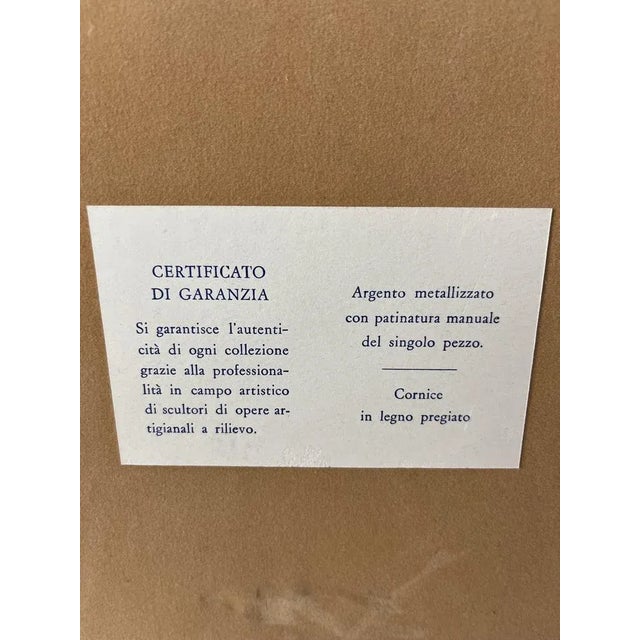 CERTIFICATO
DI GARANZIA
Si garantisce l'autenti-
cità di ogni collezione
grazie alla professiona-
lità in campo artistico
di scultori di opere ar-
tigianali a rilievo.
Argento metallizzato
con patinatura manuale
del singolo pezzo.
Cornice
in legno pregiato